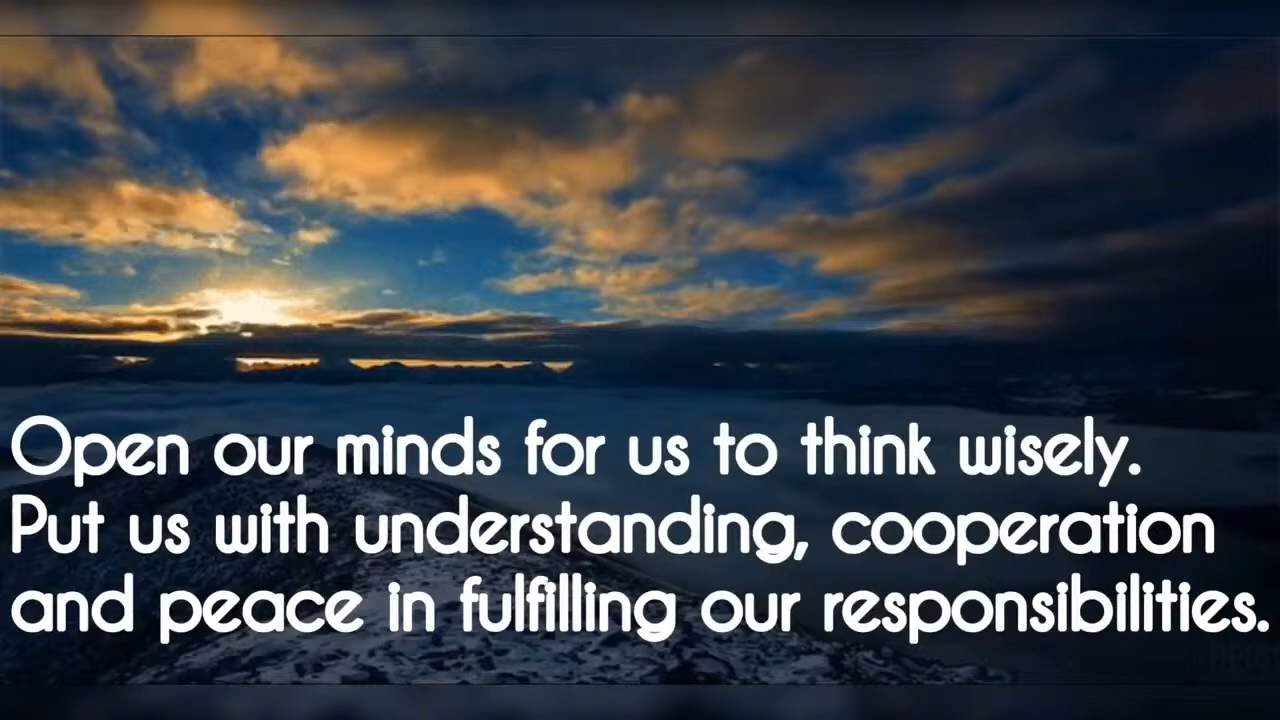 Open our minds for us to think wisely.
Put us with understanding, cooperation
and peace in fulfilling our responsibilities.